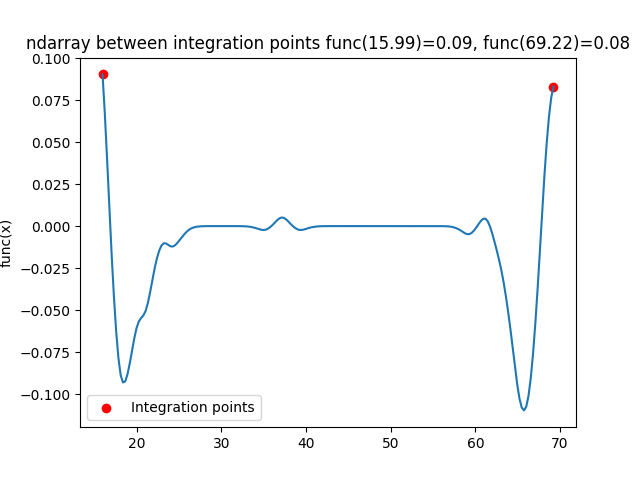 ndarray between integration points func(15.99)=0.09, func(69.22)=0.08
func(x)
0.100
0.075
0.050
0.025
0.000
−0.025
−0.050
−0.075
−0.100
Integration points
20 30 40 50 60 70